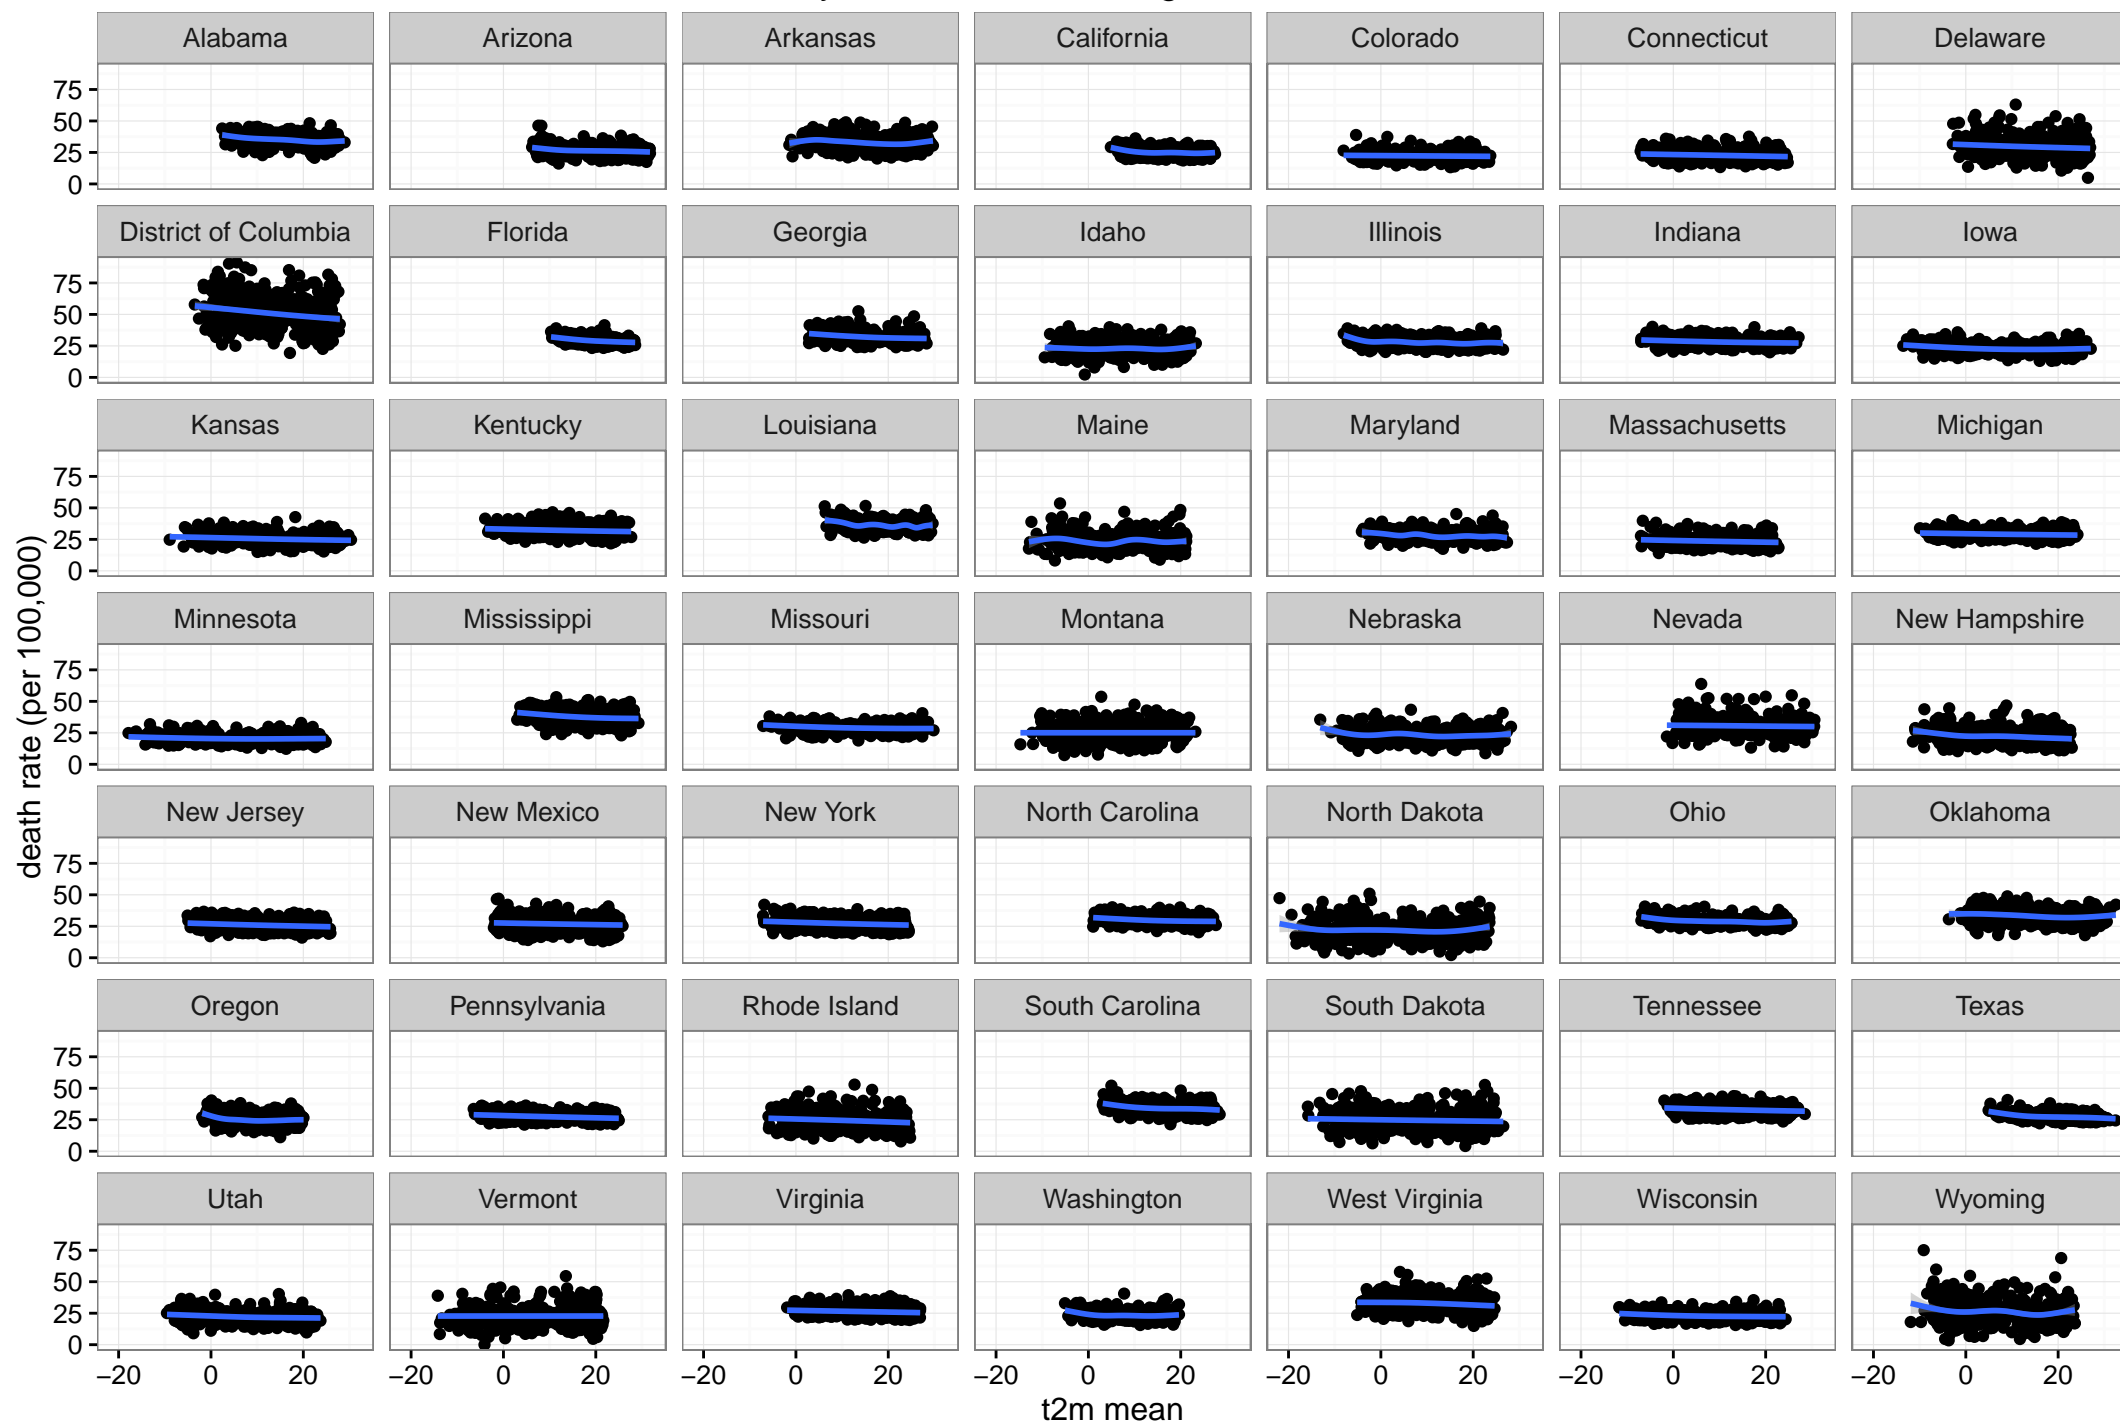 Alabama Arizona Arkansas California Colorado Connecticut Delaware
75
50
25
0
District of Columbia Florida Georgia Idaho Illinois Indiana Iowa
75
50
25
0
Kansas Kentucky Louisiana Maine Maryland Massachusetts Michigan
75
50
25
0
death rate (per 100,000)
Minnesota Mississippi Missouri Montana Nebraska Nevada New Hampshire
75
50
25
0
New Jersey New Mexico New York North Carolina North Dakota Ohio Oklahoma
75
50
25
0
Oregon Pennsylvania Rhode Island South Carolina South Dakota Tennessee Texas
75
50
25
0
Utah Vermont Virginia Washington West Virginia Wisconsin Wyoming
75
50
25
0
−20 0 20 −20 0 20 −20 0 20 −20 0 20 −20 0 20 −20 0 20 −20 0 20
t2m mean